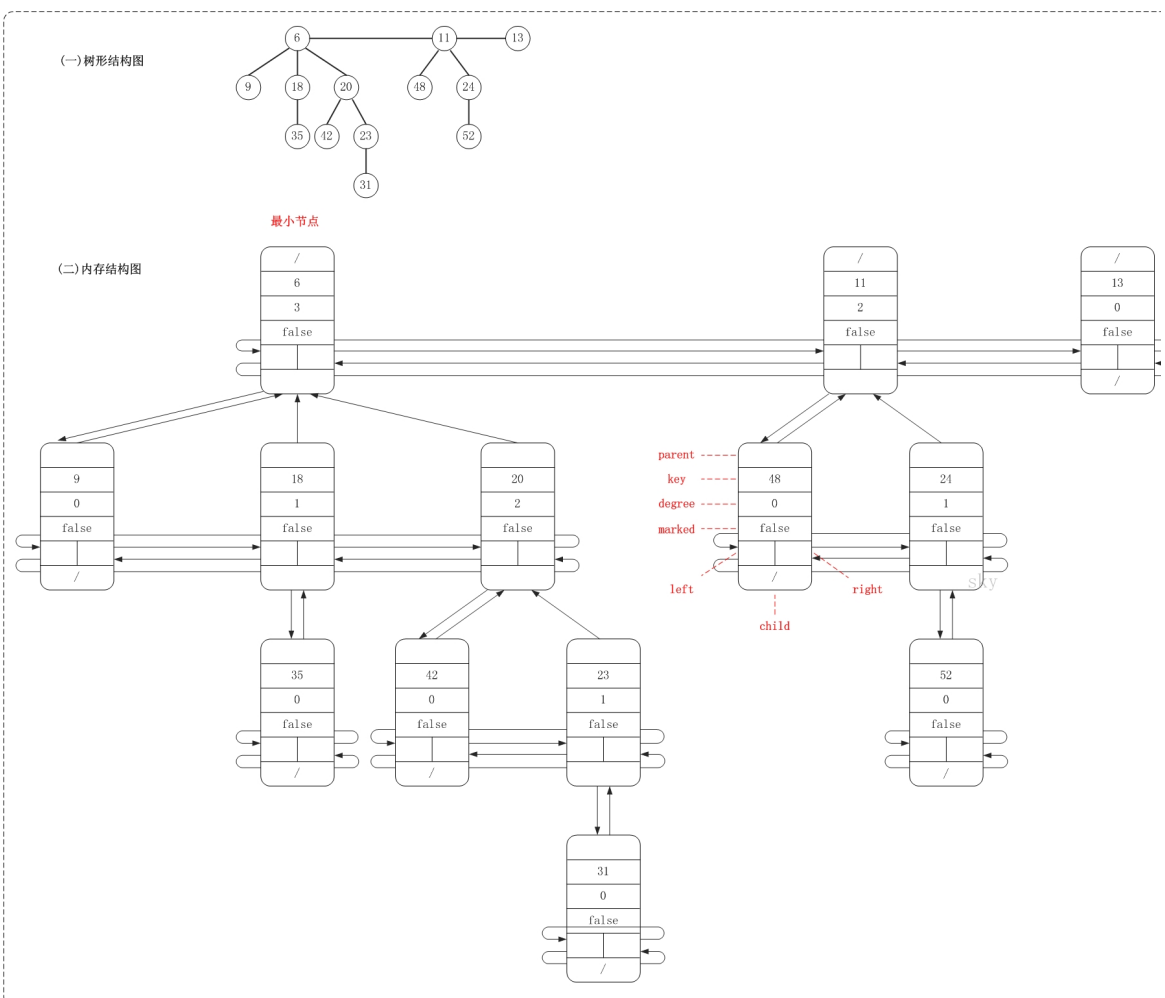 6 11 13
(一)树形结构图
9 18 20 48 24
35 42 23 52
31
最小节点
(二)内存结构图
/ / /
6 11 13
3 2 0
false false false
/
parent
9 18 20 key 48 24
0 1 2 degree 0 1
false false false marked false false
/ /
sky
left right
child
35 42 23 52
0 0 1 0
false false false false
/ / /
31
0
false
/